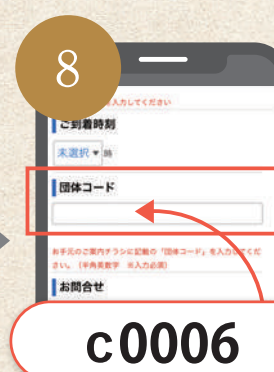 8
入力してください
ご到着時刻
未選択 時
団体コード
お手元のご案内チラシに記載の「団体コード」を入力してくだ
さい。（半角英数字 ※入力必須）
お問合せ
c0006